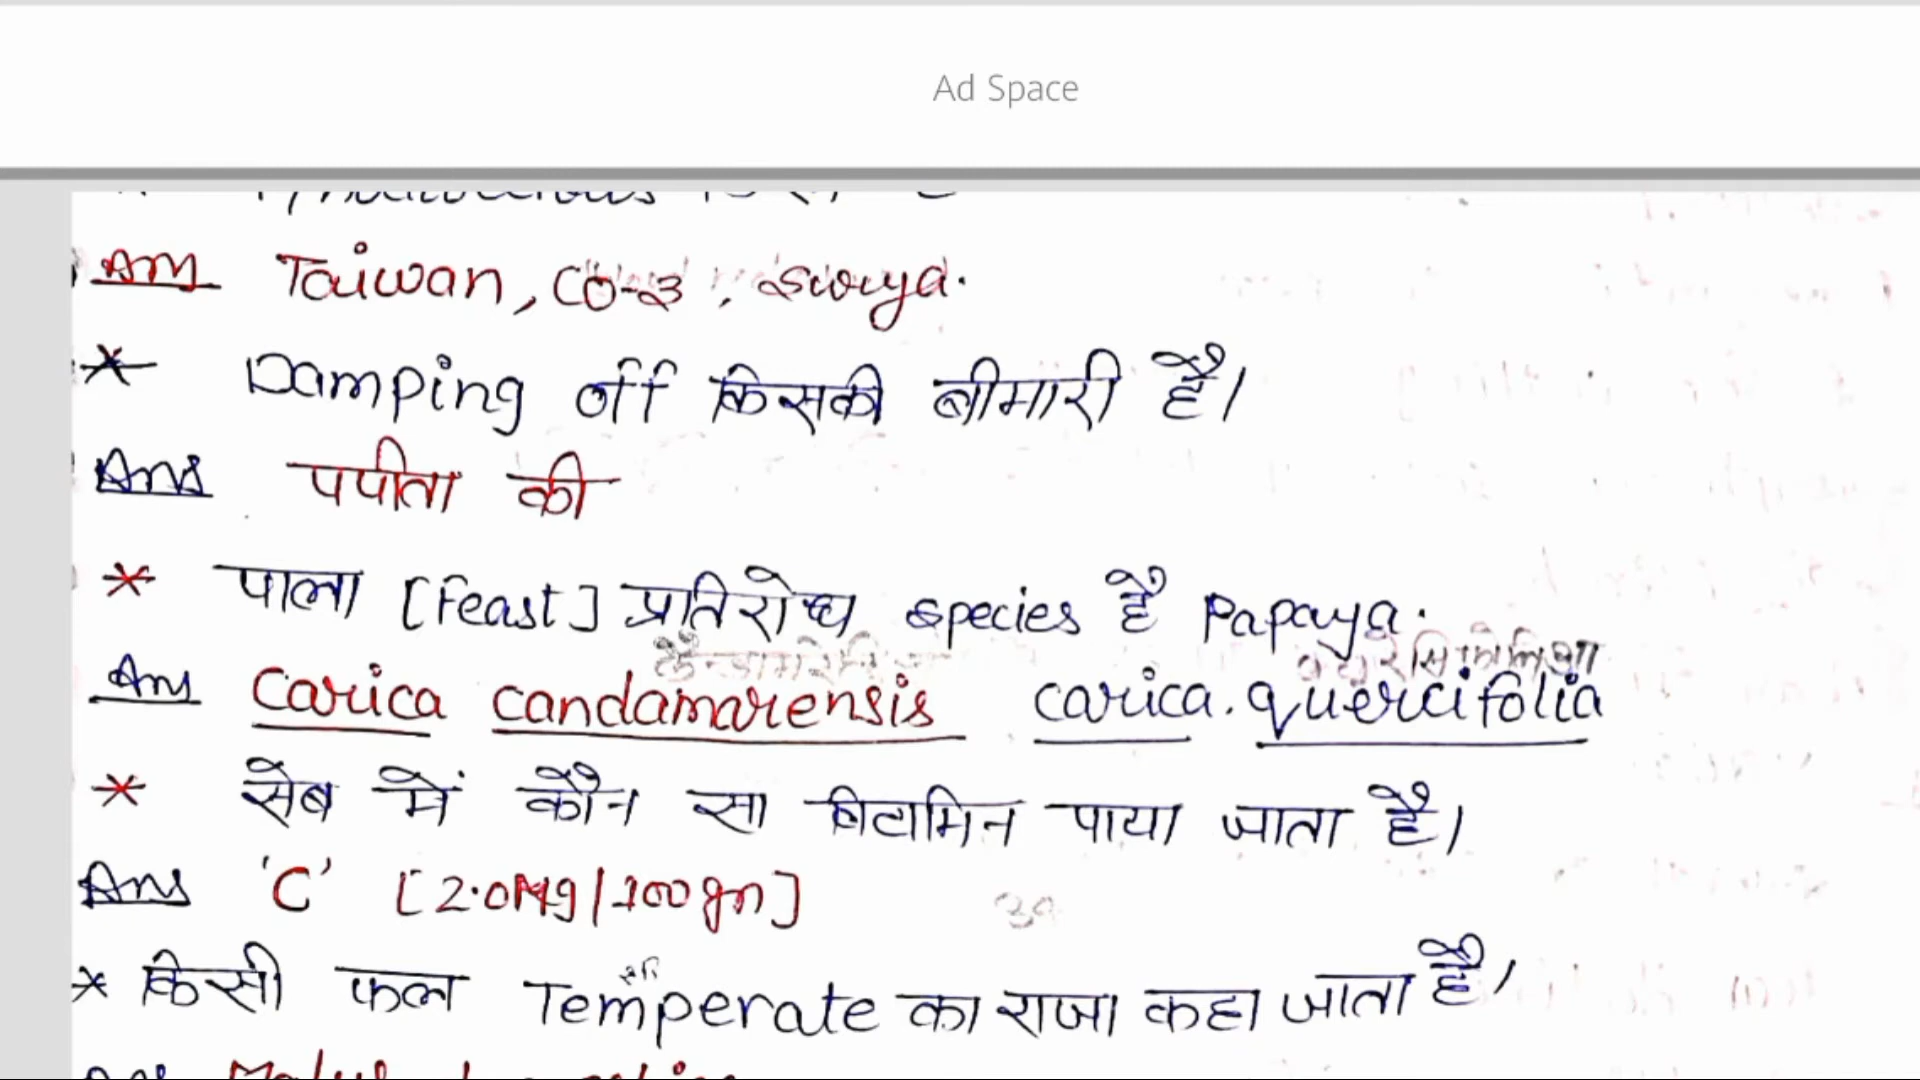 Ad Space
Ans Taiwan, CO-3, Surya.
* Damping off किसकी बीमारी है।
Ans पपीता की
* पाला [Feast] प्रतिरोध species है Papaya.
Ans Carica candamarensis carica. quercifolia
* सेब में कौन सा विटामिन पाया जाता है।
Ans 'C' [2.0Mg/100gm]
* किसी फल Temperate का राजा कहा जाता है।